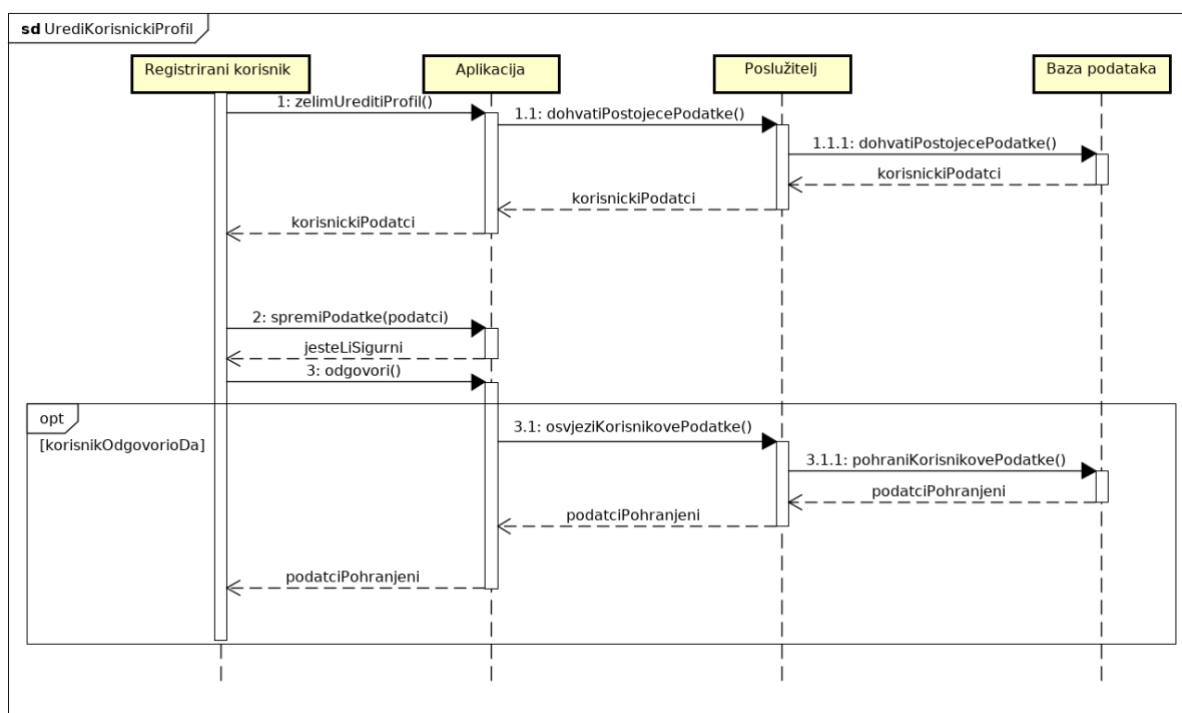 sd UrediKorisnickiProfil
Registrirani korisnik
Aplikacija
Poslužitelj
Baza podataka
1: zelimUreditiProfil()
1.1: dohvatiPostojecePodatke()
1.1.1: dohvatiPostojecePodatke()
korisnickiPodatci
korisnickiPodatci
korisnickiPodatci
2: spremiPodatke(podatci)
jesteLiSigurni
3: odgovori()
opt
[korisnikOdgovorioDa]
3.1: osvjeziKorisnikovePodatke()
3.1.1: pohraniKorisnikovePodatke()
podatciPohranjeni
podatciPohranjeni
podatciPohranjeni